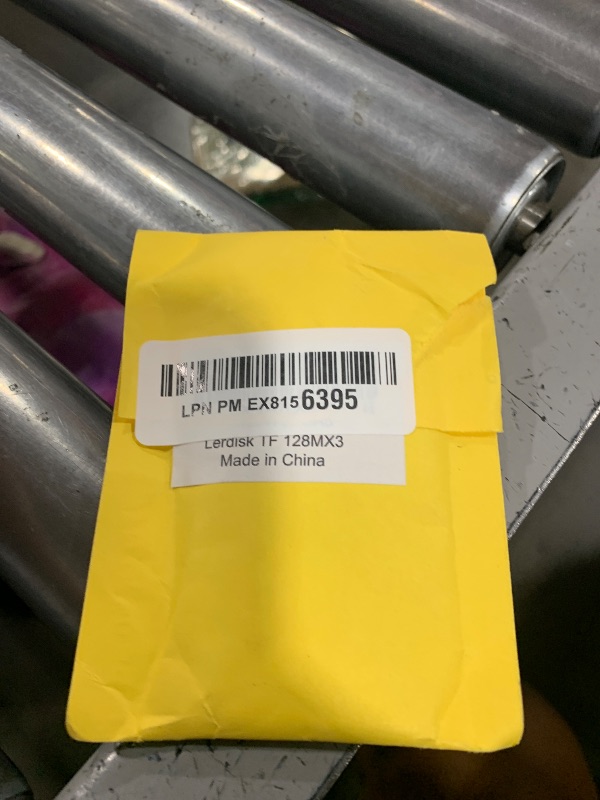 LPN PM EX8156395
Lerdisk TF 128MX3
Made in China